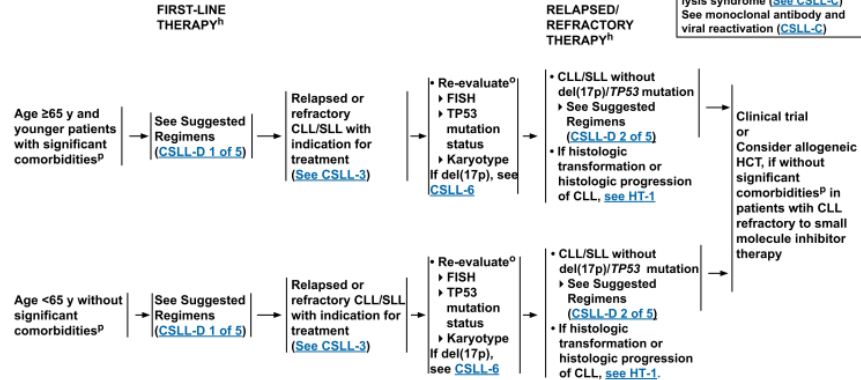 lysis syndrome (See CSLL-C)
See monoclonal antibody and
viral reactivation (CSLL-C)
FIRST-LINE
THERAPYh
RELAPSED/
REFRACTORY
THERAPYh
Age ≥65 y and
younger patients
with significant
comorbiditiesp
See Suggested
Regimens
(CSLL-D 1 of 5)
Relapsed or
refractory
CLL/SLL with
indication for
treatment
(See CSLL-3)
• Re-evaluateo
‣ FISH
‣ TP53
mutation
status
‣ Karyotype
If del(17p), see
CSLL-6
• CLL/SLL without
del(17p)/TP53 mutation
‣ See Suggested
Regimens
(CSLL-D 2 of 5)
• If histologic
transformation or
histologic progression
of CLL, see HT-1
Clinical trial
or
Consider allogeneic
HCT, if without
significant
comorbiditiesp in
patients wtih CLL
refractory to small
molecule inhibitor
therapy
Age <65 y without
significant
comorbiditiesp
See Suggested
Regimens
(CSLL-D 1 of 5)
Relapsed or
refractory CLL/SLL
with indication for
treatment
(See CSLL-3)
• Re-evaluateo
‣ FISH
‣ TP53
mutation
status
‣ Karyotype
If del(17p),
see CSLL-6
• CLL/SLL without
del(17p)/TP53 mutation
‣ See Suggested
Regimens
(CSLL-D 2 of 5)
• If histologic
transformation or
histologic progression
of CLL, see HT-1.